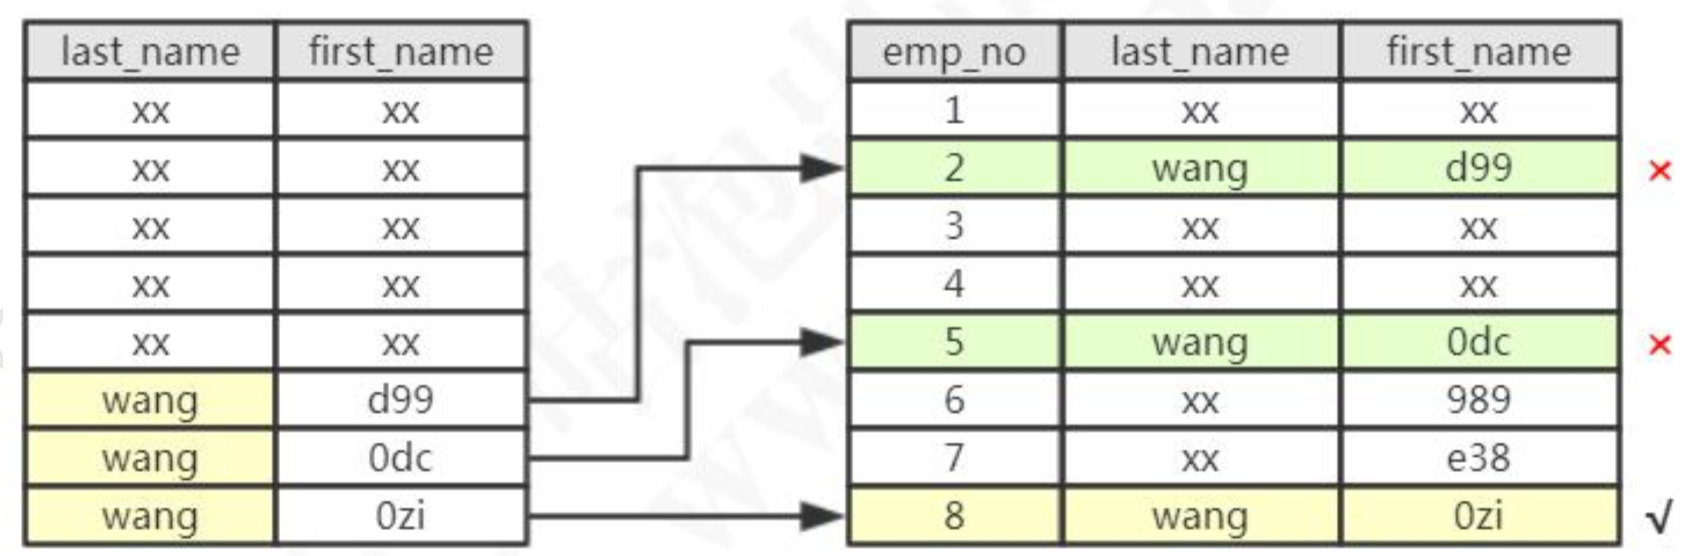 last_name first_name
xx xx
xx xx
xx xx
xx xx
xx xx
wang d99
wang 0dc
wang 0zi
emp_no last_name first_name
1 xx xx
2 wang d99 ×
3 xx xx
4 xx xx
5 wang 0dc ×
6 xx 989
7 xx e38
8 wang 0zi √